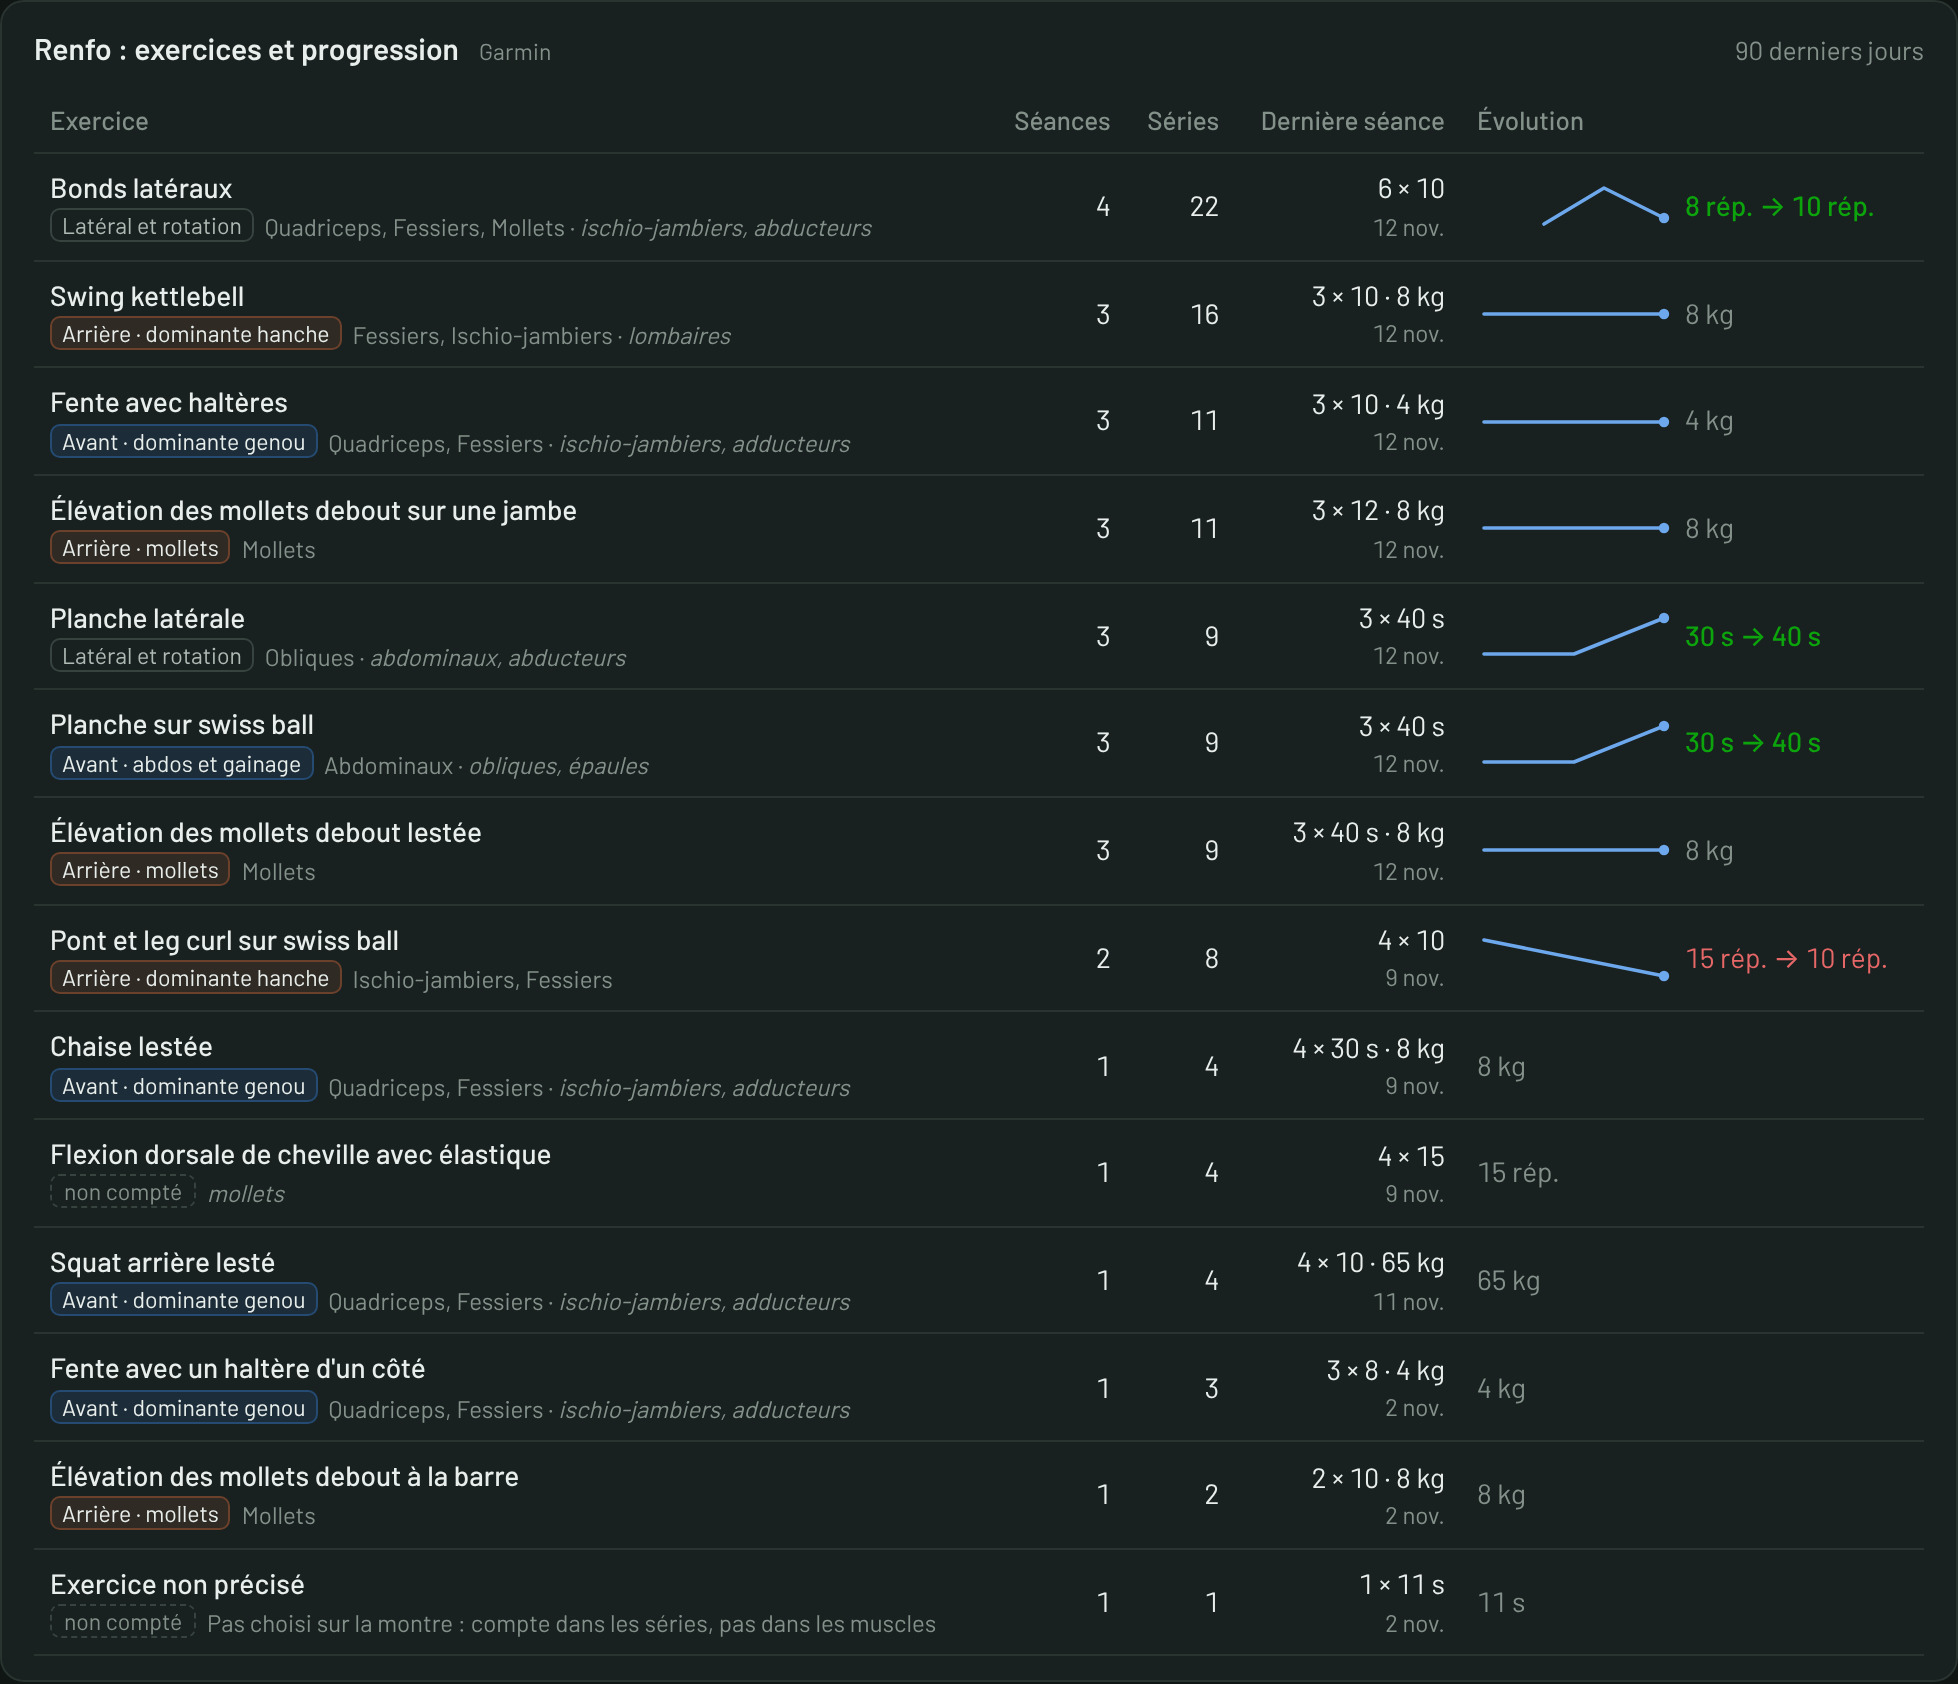 Renfo : exercices et progression Garmin 90 derniers jours
Exercice Séances Séries Dernière séance Évolution
Bonds latéraux 4 22 6 × 10 8 rép. → 10 rép.
Latéral et rotation Quadriceps, Fessiers, Mollets · ischio-jambiers, abducteurs 12 nov.
Swing kettlebell 3 16 3 × 10 · 8 kg 8 kg
Arrière · dominante hanche Fessiers, Ischio-jambiers · lombaires 12 nov.
Fente avec haltères 3 11 3 × 10 · 4 kg 4 kg
Avant · dominante genou Quadriceps, Fessiers · ischio-jambiers, adducteurs 12 nov.
Élévation des mollets debout sur une jambe 3 11 3 × 12 · 8 kg 8 kg
Arrière · mollets Mollets 12 nov.
Planche latérale 3 9 3 × 40 s 30 s → 40 s
Latéral et rotation Obliques · abdominaux, abducteurs 12 nov.
Planche sur swiss ball 3 9 3 × 40 s 30 s → 40 s
Avant · abdos et gainage Abdominaux · obliques, épaules 12 nov.
Élévation des mollets debout lestée 3 9 3 × 40 s · 8 kg 8 kg
Arrière · mollets Mollets 12 nov.
Pont et leg curl sur swiss ball 2 8 4 × 10 15 rép. → 10 rép.
Arrière · dominante hanche Ischio-jambiers, Fessiers 9 nov.
Chaise lestée 1 4 4 × 30 s · 8 kg 8 kg
Avant · dominante genou Quadriceps, Fessiers · ischio-jambiers, adducteurs 9 nov.
Flexion dorsale de cheville avec élastique 1 4 4 × 15 15 rép.
non compté mollets 9 nov.
Squat arrière lesté 1 4 4 × 10 · 65 kg 65 kg
Avant · dominante genou Quadriceps, Fessiers · ischio-jambiers, adducteurs 11 nov.
Fente avec un haltère d'un côté 1 3 3 × 8 · 4 kg 4 kg
Avant · dominante genou Quadriceps, Fessiers · ischio-jambiers, adducteurs 2 nov.
Élévation des mollets debout à la barre 1 2 2 × 10 · 8 kg 8 kg
Arrière · mollets Mollets 2 nov.
Exercice non précisé 1 1 1 × 11 s 11 s
non compté Pas choisi sur la montre : compte dans les séries, pas dans les muscles 2 nov.